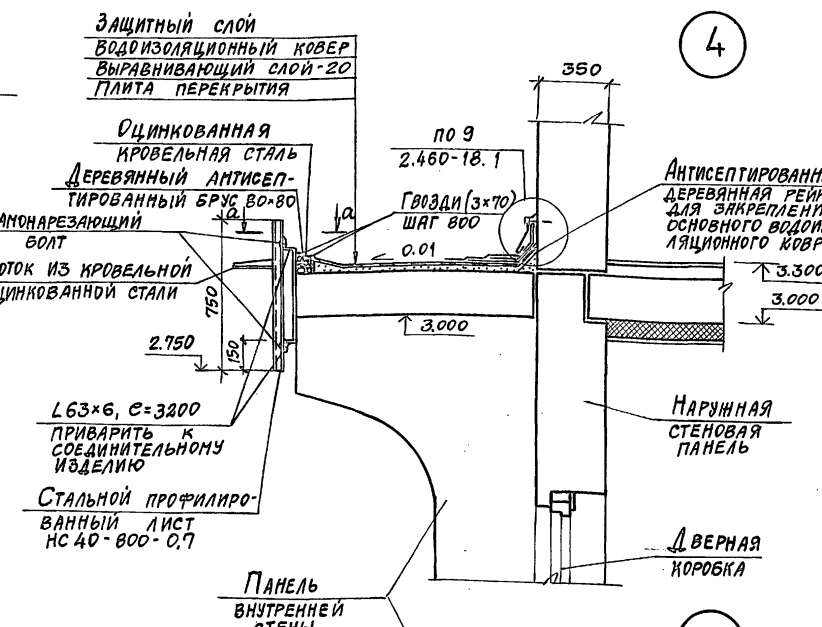 Защитный слой
Водоизоляционный ковер
Выравнивающий слой-20
Плита перекрытия
4
350
Оцинкованная
кровельная сталь
по 9
2.460-18.1
Деревянный антисеп-
тированный брус 80×80
Гвозди (3×70)
шаг 800
а
а
0.01
болт
из кровельной
стали
750
150
2.750
3.000
3.300
3.000
деревянная
для
основного
L63×6, е=3200
приварить к
соединительному
изделию
Стальной профилиро-
ванный лист
НС 40-800-0,7
Наружная
стеновая
панель
Дверная
коробка
Панель
внутренней
стены